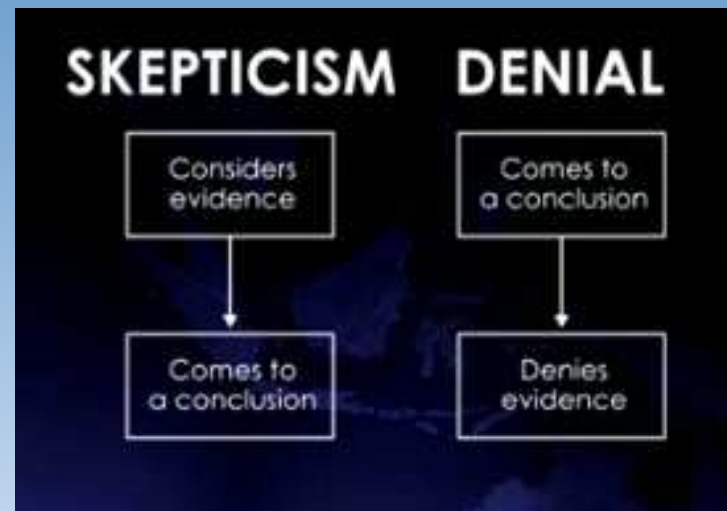 SKEPTICISM
Considers
evidence
Comes to
a conclusion
DENIAL
Comes to
a conclusion
Denies
evidence